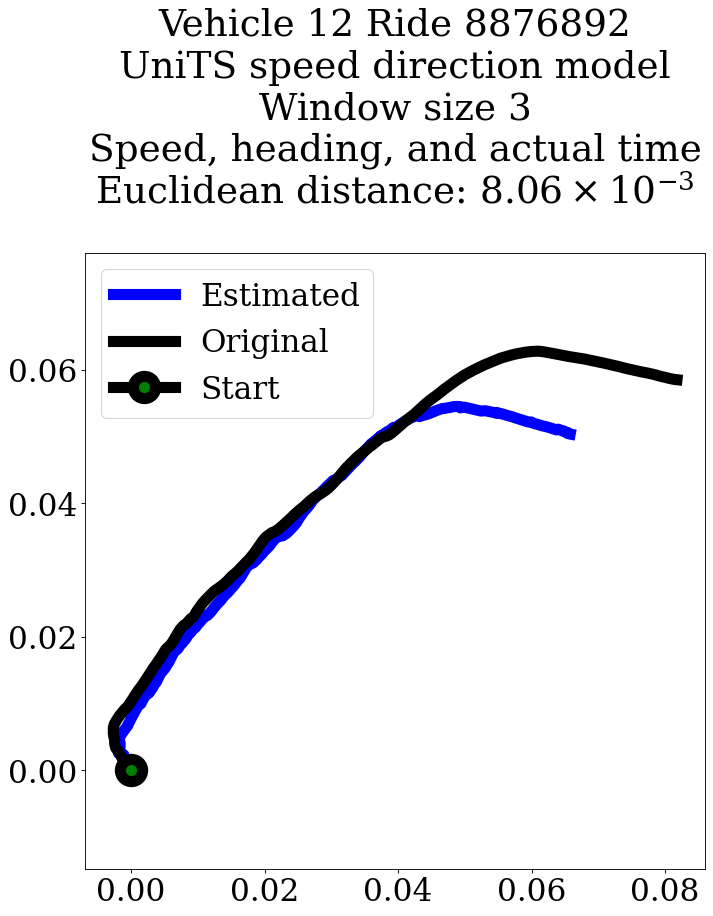 Vehicle 12 Ride 8876892
UniTS speed direction model
Window size 3
Speed, heading, and actual time
Euclidean distance: 8.06 × 10⁻³
Estimated
Original
Start
0.06
0.04
0.02
0.00
0.00 0.02 0.04 0.06 0.08